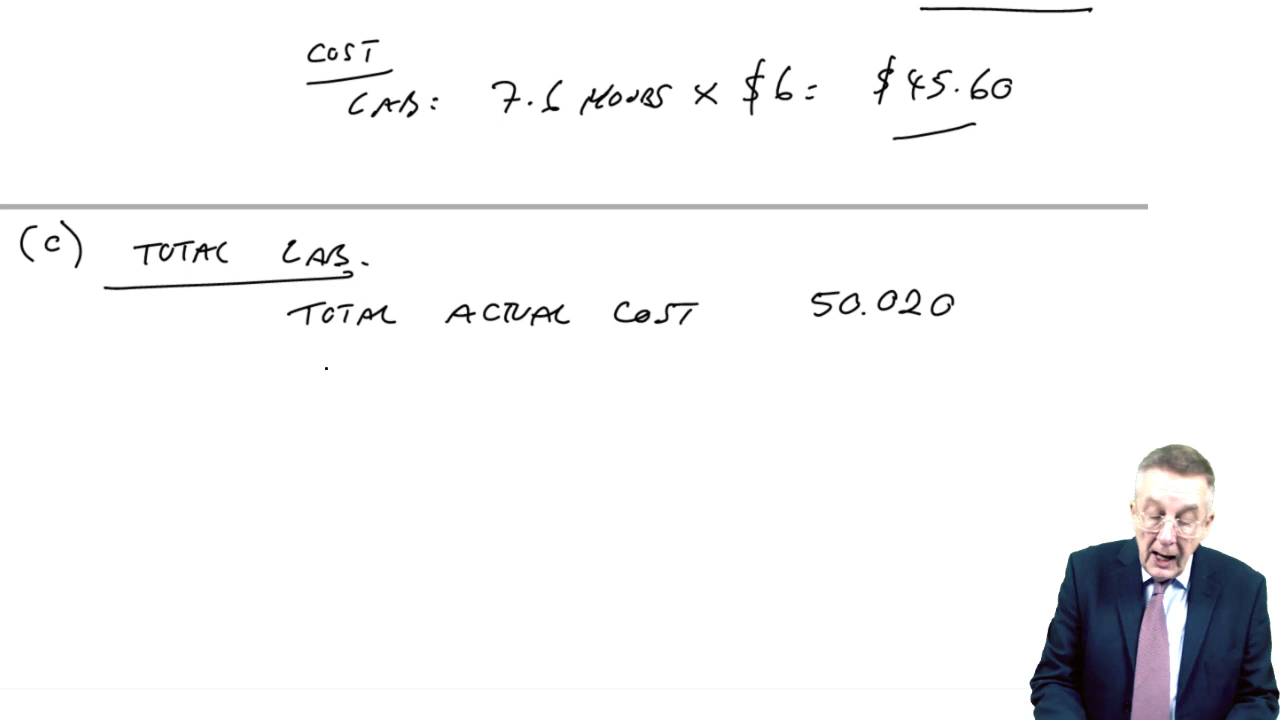 COST
LAB: 7.6 HOURS × $6 = $45.60
(c) TOTAL LAB.
TOTAL ACTUAL COST 50.020